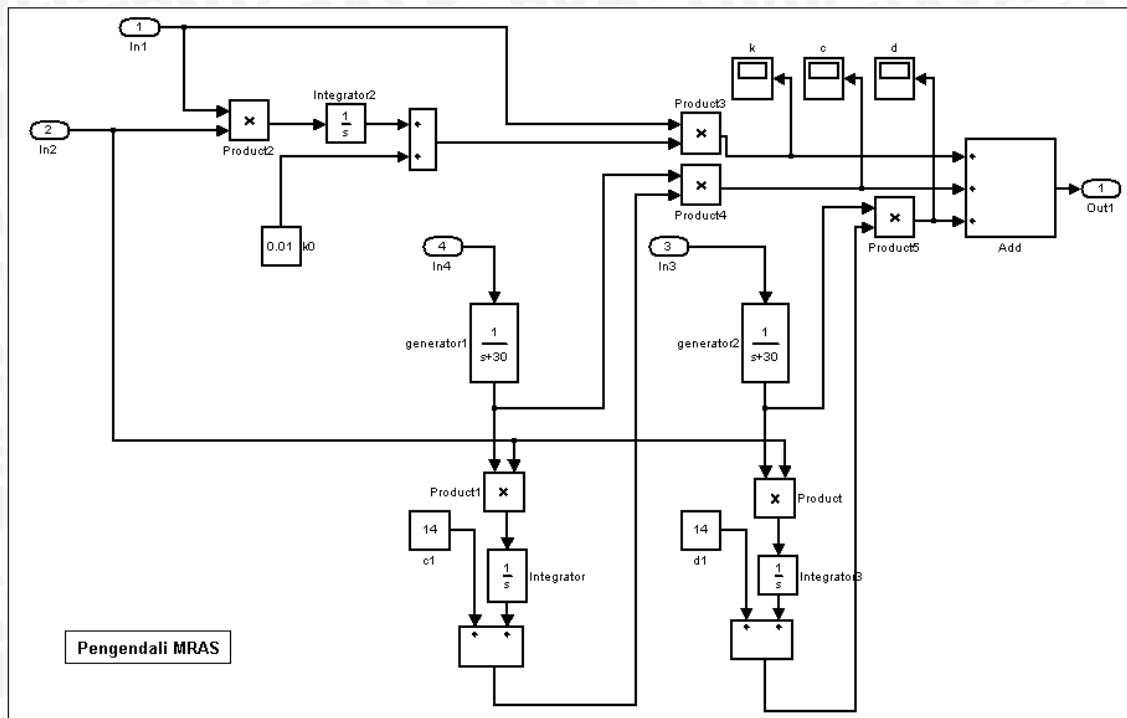 1
In1
k
c
d
Integrator2
1
s
×
Product2
Product3
×
2
In2
×
Product4
1
Out1
×
Product5
Add
0.01
k0
4
In4
3
In3
generator1
1
s+30
generator2
1
s+30
Product1
×
×
Product
14
c1
14
d1
1
s
Integrator
1
s
Integrator3
Pengendali MRAS